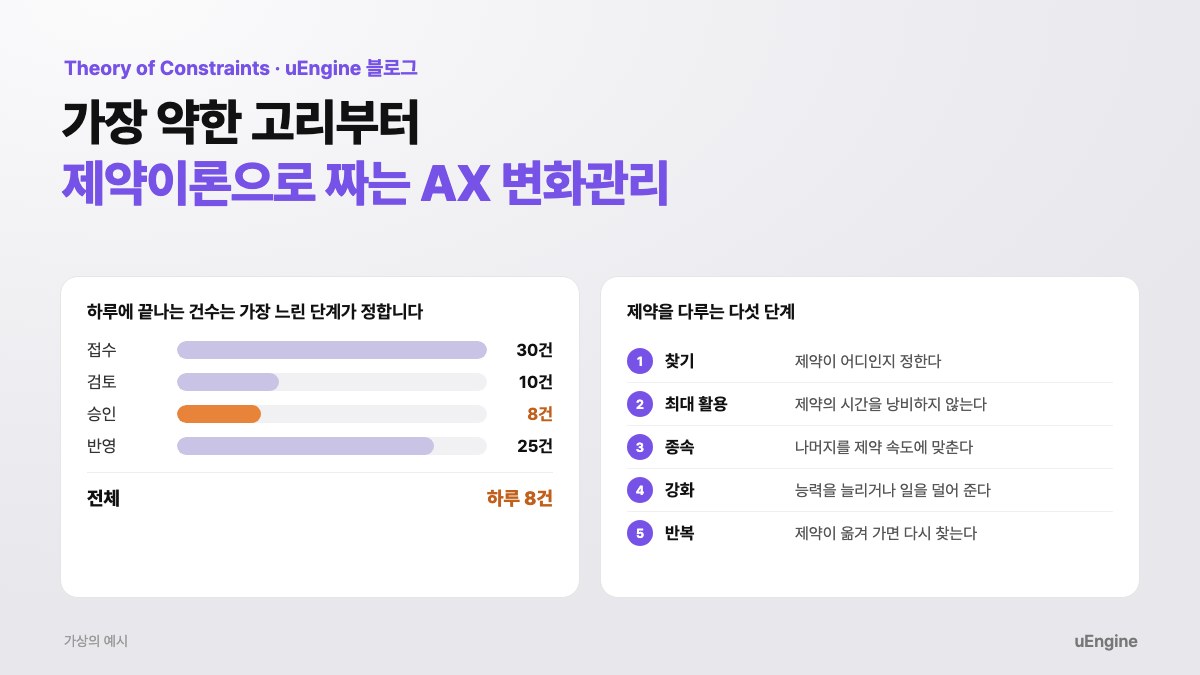 Theory of Constraints · uEngine 블로그
가장 약한 고리부터
제약이론으로 짜는 AX 변화관리
하루에 끝나는 건수는 가장 느린 단계가 정합니다
접수 30건
검토 10건
승인 8건
반영 25건
전체 하루 8건
제약을 다루는 다섯 단계
1 찾기 제약이 어디인지 정한다
2 최대 활용 제약의 시간을 낭비하지 않는다
3 종속 나머지를 제약 속도에 맞춘다
4 강화 능력을 늘리거나 일을 덜어 준다
5 반복 제약이 옮겨 가면 다시 찾는다
가상의 예시
uEngine